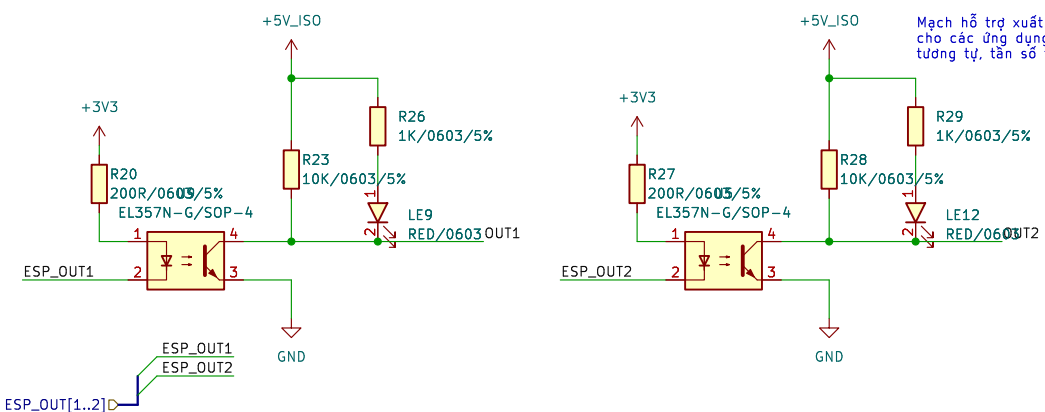 +5V_ISO
+3V3
R26
1K/0603/5%
R23
10K/0603/5%
R20
200R/0603/5%
EL357N-G/SOP-4
1
2
4
3
1
2
LE9
RED/0603
OUT1
ESP_OUT1
GND
+5V_ISO
Mạch hỗ trợ xuất
cho các ứng dụng
tương tự, tần số
+3V3
R29
1K/0603/5%
R28
10K/0603/5%
R27
200R/0603/5%
EL357N-G/SOP-4
1
2
4
3
1
2
LE12
RED/0603
OUT2
ESP_OUT2
GND
ESP_OUT1
ESP_OUT2
ESP_OUT[1..2]